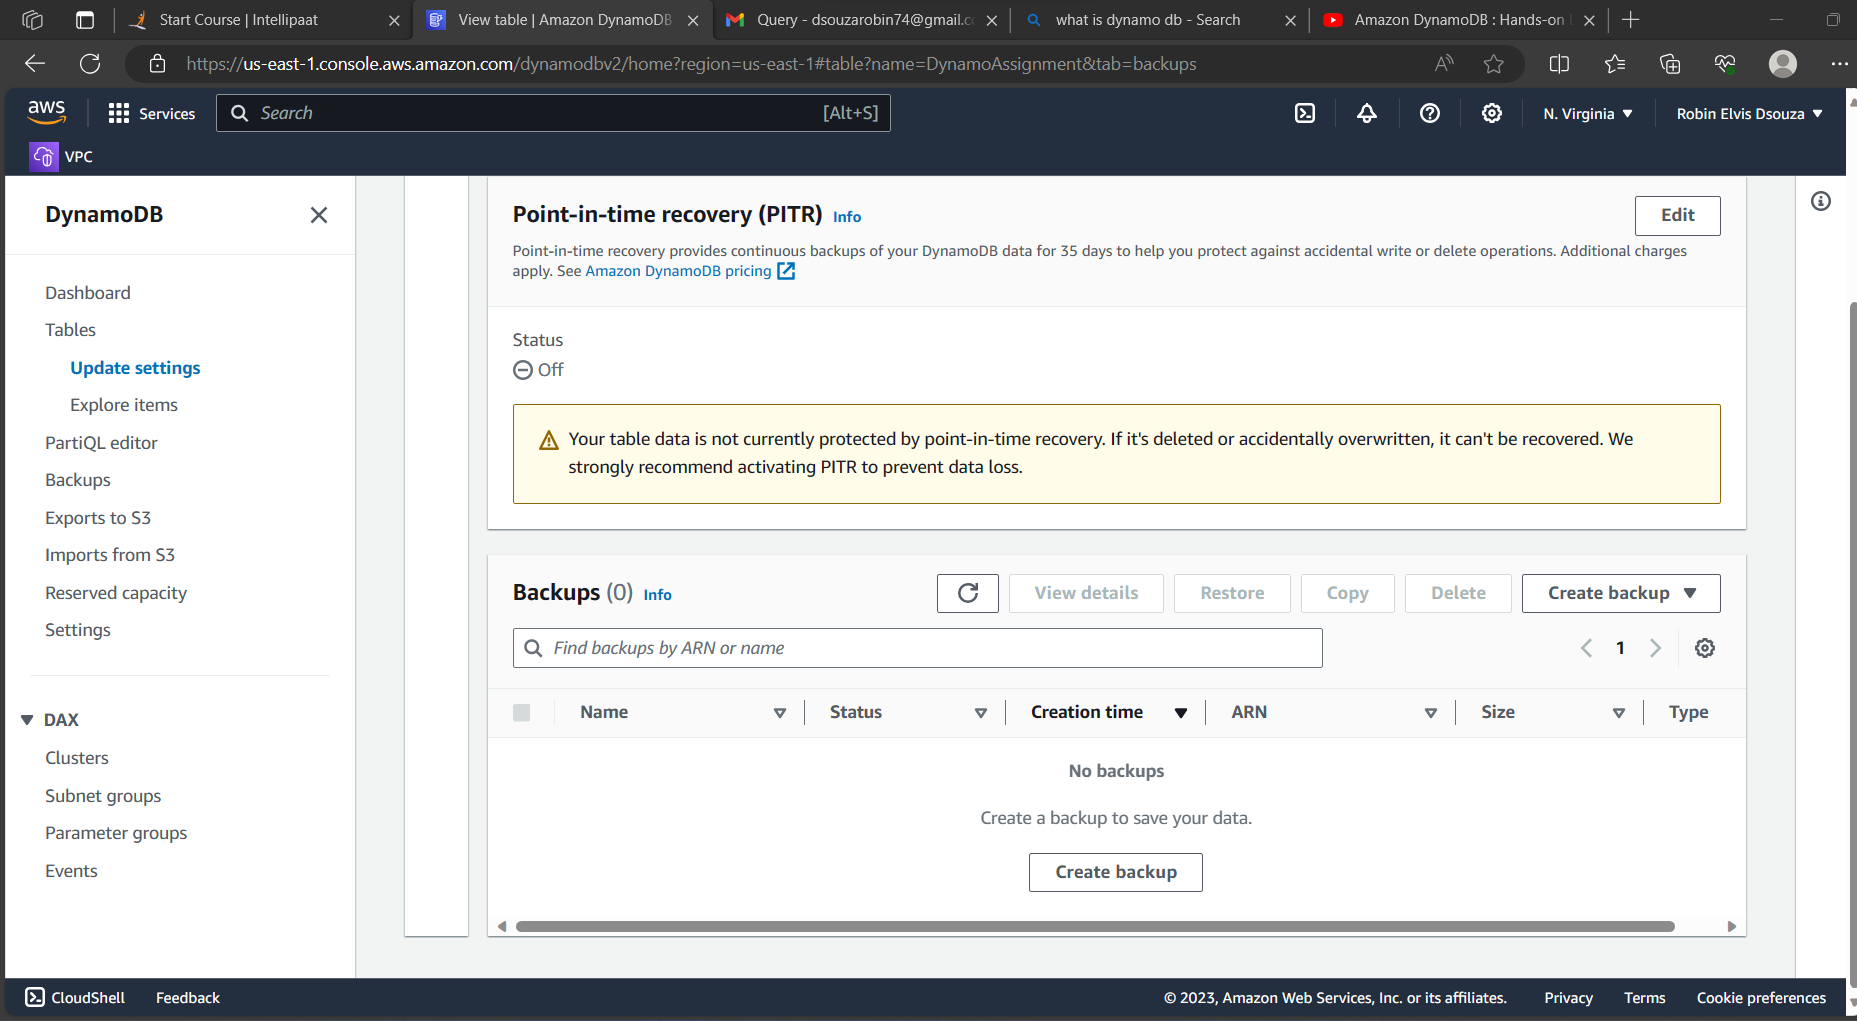 Start Course | Intellipaat
View table | Amazon DynamoDB
Query - dsouzarobin74@gmail.c
what is dynamo db - Search
Amazon DynamoDB : Hands-on
https://us-east-1.console.aws.amazon.com/dynamodbv2/home?region=us-east-1#table?name=DynamoAssignment&tab=backups
aws
Services
Search
[Alt+S]
N. Virginia
Robin Elvis Dsouza
VPC
DynamoDB
Dashboard
Tables
Update settings
Explore items
PartiQL editor
Backups
Exports to S3
Imports from S3
Reserved capacity
Settings
DAX
Clusters
Subnet groups
Parameter groups
Events
Point-in-time recovery (PITR) Info
Edit
Point-in-time recovery provides continuous backups of your DynamoDB data for 35 days to help you protect against accidental write or delete operations. Additional charges
apply. See Amazon DynamoDB pricing
Status
Off
Your table data is not currently protected by point-in-time recovery. If it's deleted or accidentally overwritten, it can't be recovered. We
strongly recommend activating PITR to prevent data loss.
Backups (0) Info
View details
Restore
Copy
Delete
Create backup
Find backups by ARN or name
1
Name
Status
Creation time
ARN
Size
Type
No backups
Create a backup to save your data.
Create backup
CloudShell
Feedback
© 2023, Amazon Web Services, Inc. or its affiliates.
Privacy
Terms
Cookie preferences